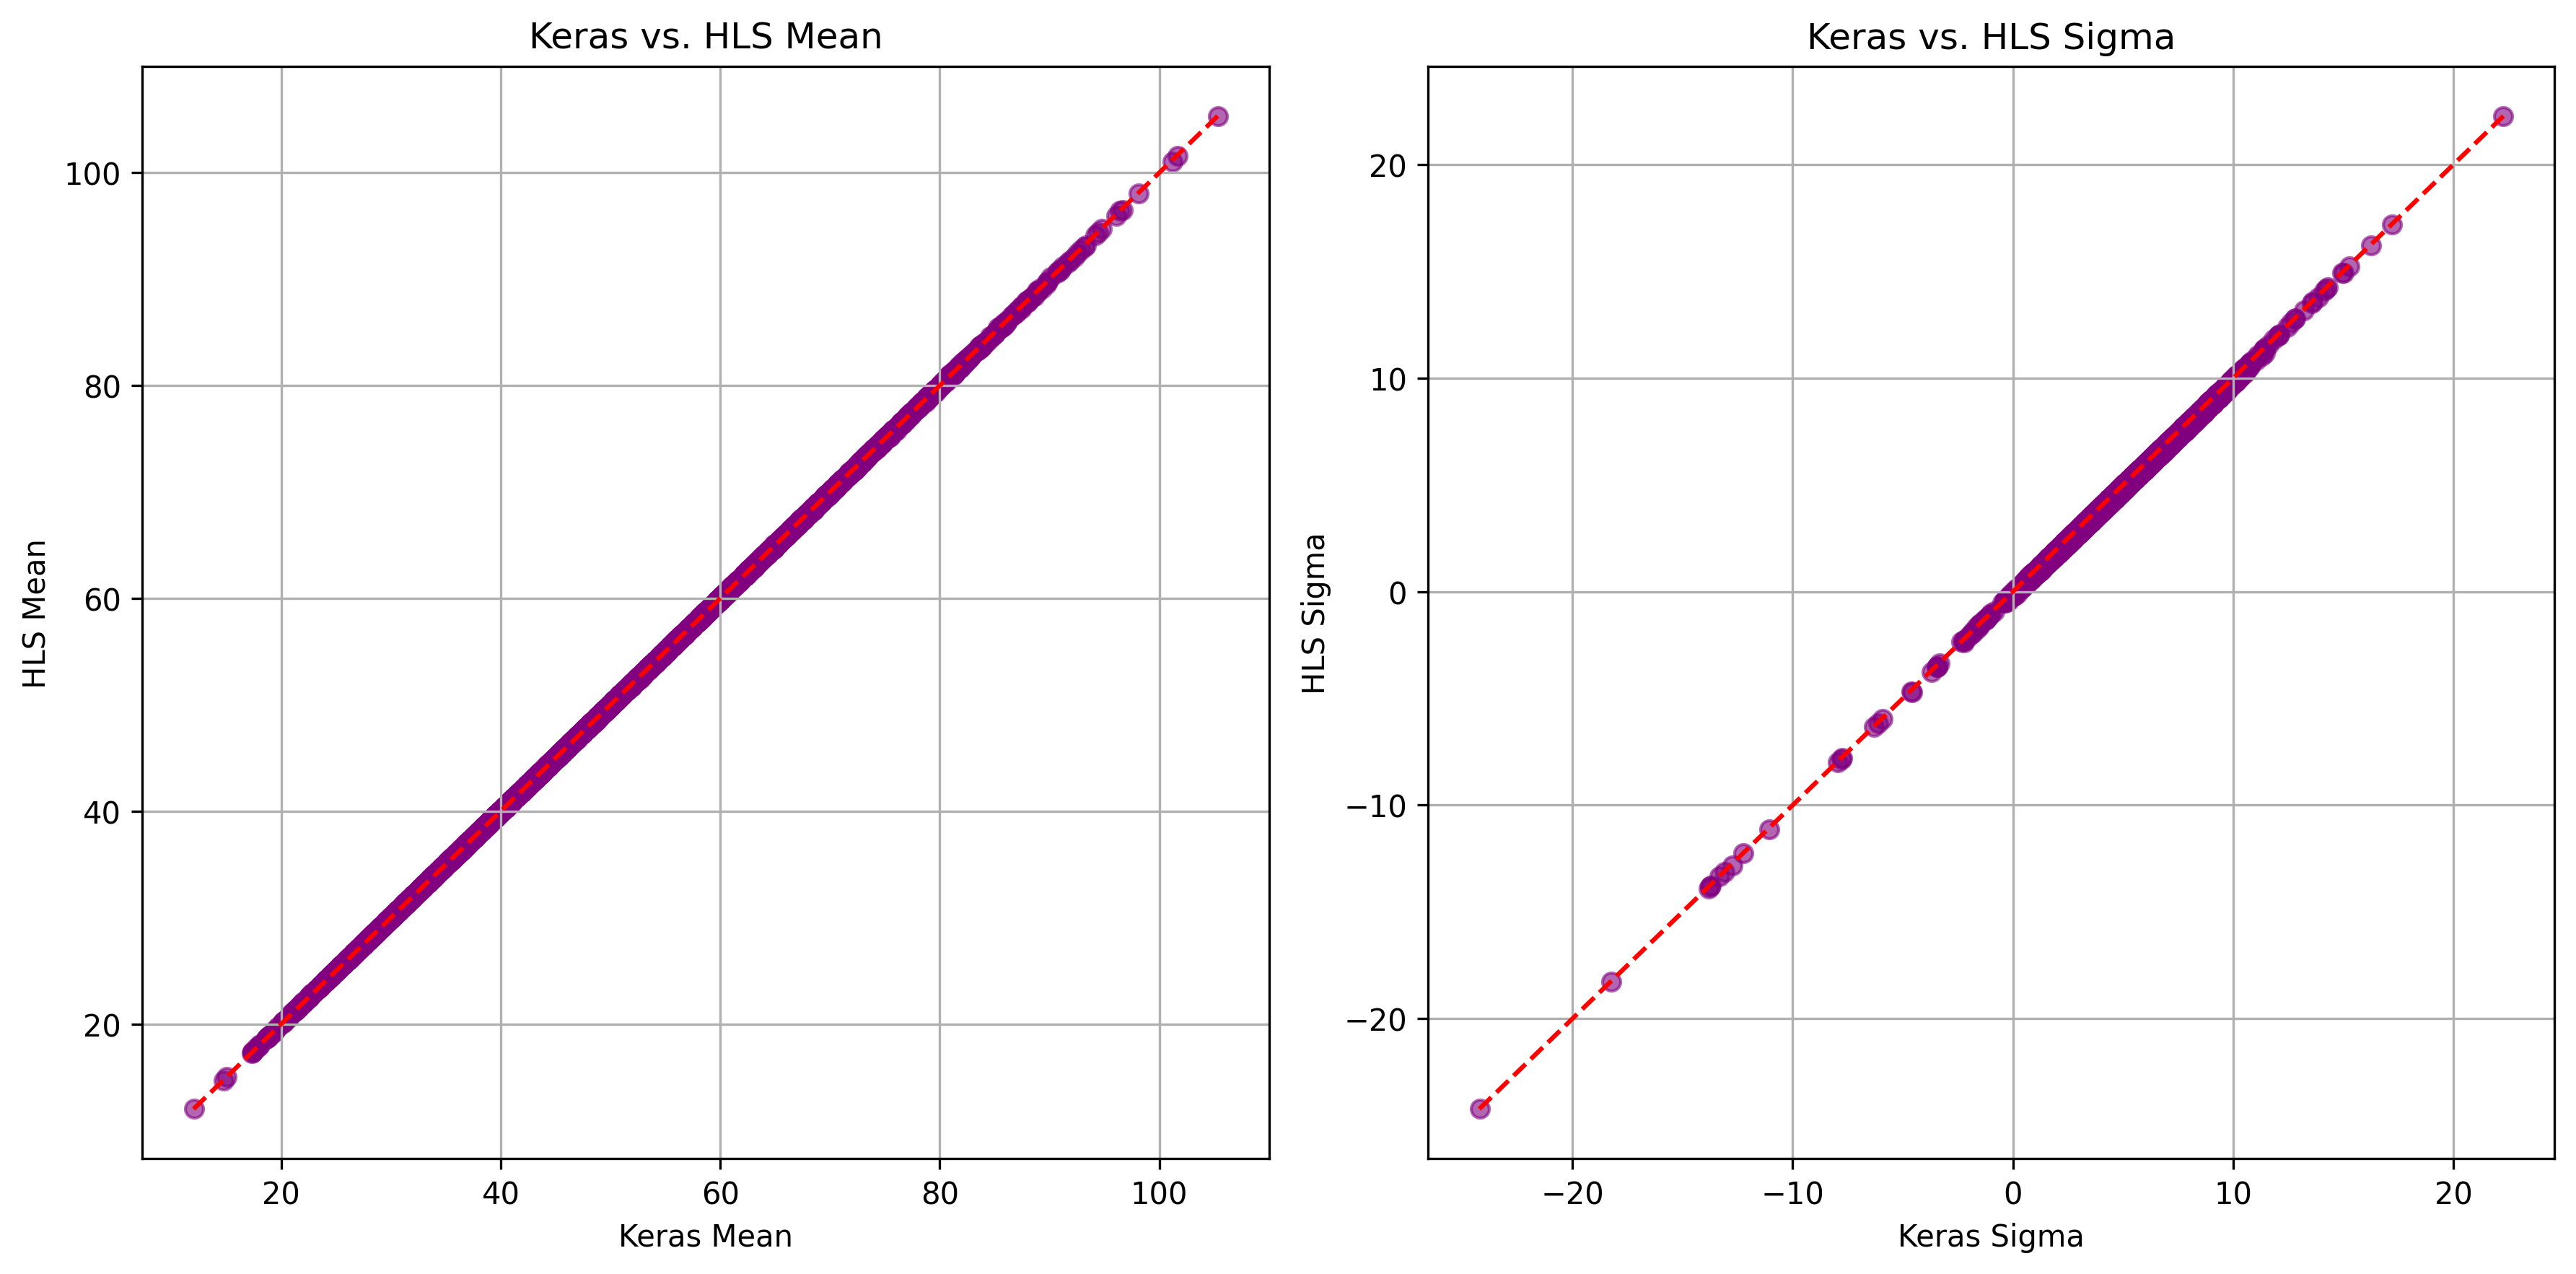 Keras vs. HLS Mean
HLS Mean
100
80
60
40
20
20 40 60 80 100
Keras Mean
Keras vs. HLS Sigma
HLS Sigma
20
10
0
−10
−20
−20 −10 0 10 20
Keras Sigma